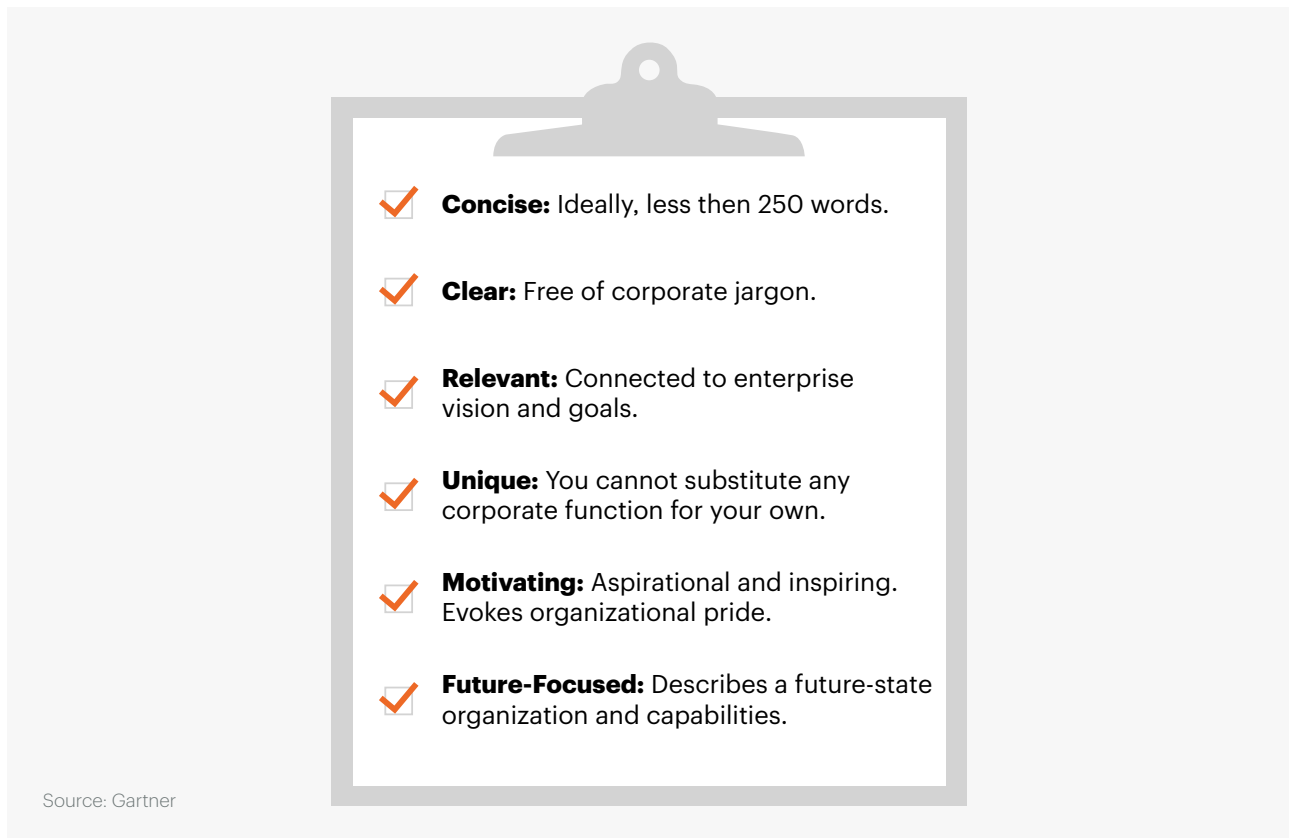 Concise: Ideally, less then 250 words.
Clear: Free of corporate jargon.
Relevant: Connected to enterprise
vision and goals.
Unique: You cannot substitute any
corporate function for your own.
Motivating: Aspirational and inspiring.
Evokes organizational pride.
Future-Focused: Describes a future-state
organization and capabilities.
Source: Gartner